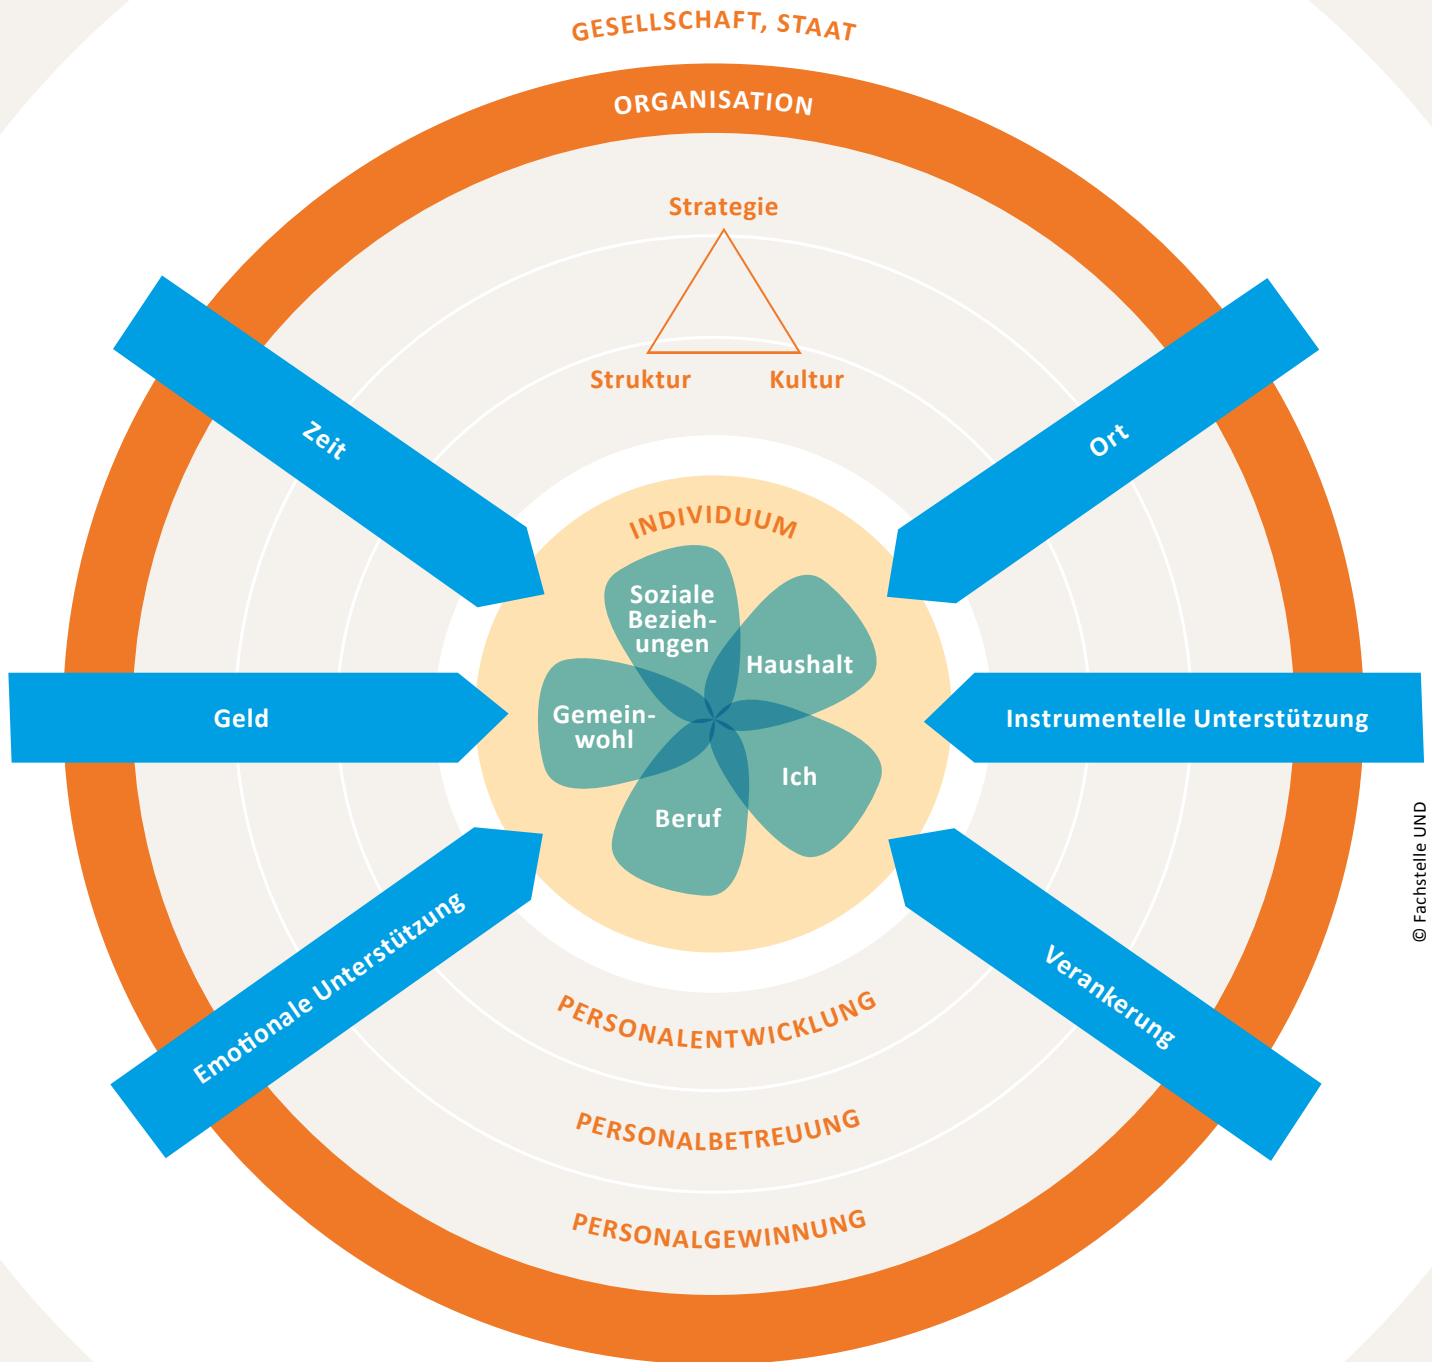 GESELLSCHAFT, STAAT
ORGANISATION
Strategie
Struktur
Kultur
Zeit
Ort
INDIVIDUUM
Soziale
Bezieh-
ungen
Haushalt
Gemein-
wohl
Ich
Beruf
Geld
Instrumentelle Unterstützung
Emotionale Unterstützung
Verankerung
PERSONALENTWICKLUNG
PERSONALBETREUUNG
PERSONALGEWINNUNG
© Fachstelle UND